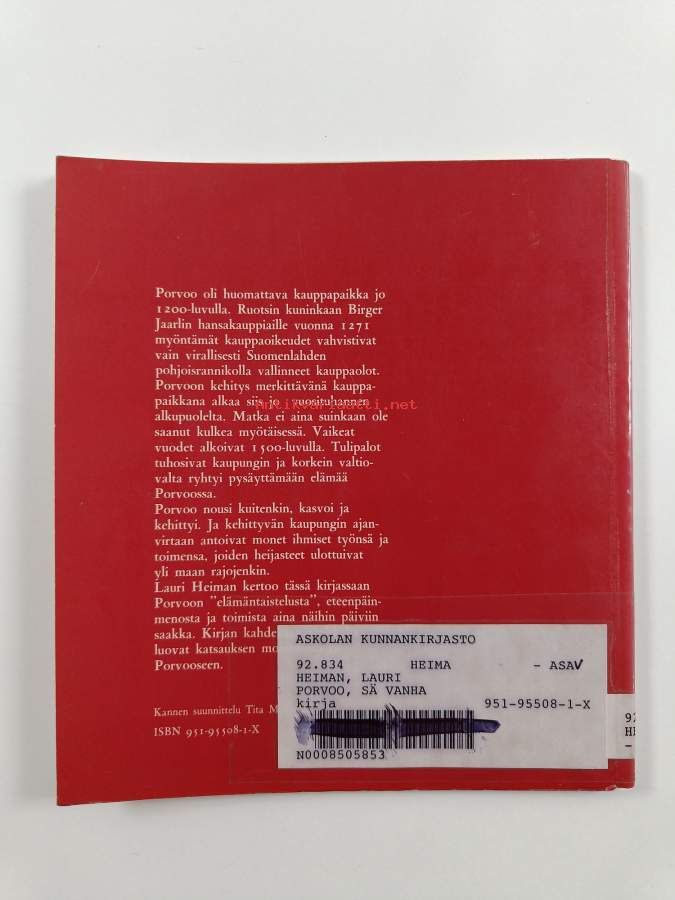 Porvoo oli huomattava kauppapaikka jo
1200-luvulla. Ruotsin kuninkaan Birger
Jaarlin hansakauppiaille vuonna 1271
myöntämät kauppaoikeudet vahvistivat
vain virallisesti Suomenlahden
pohjoisrannikolla vallinneet kauppaolot.
Porvoon kehitys merkittävänä kauppa-
paikkana alkaa siis jo vuosituhannen
Antikvariaatti.net
alkupuolelta. Matka ei aina suinkaan ole
saanut kulkea myötäisessä. Vaikeat
vuodet alkoivat 1500-luvulla. Tulipalot
tuhosivat kaupungin ja korkein valtio-
valta ryhtyi pysäyttämään elämää
Porvoossa.
Porvoo nousi kuitenkin, kasvoi ja
kehittyi. Ja kehittyvän kaupungin ajan-
virtaan antoivat monet ihmiset työnsä ja
toimensa, joiden heijasteet ulottuivat
yli maan rajojenkin.
Lauri Heiman kertoo tässä kirjassaan
Porvoon "elämäntaistelusta", eteenpäin-
menosta ja toimista aina näihin päiviin
saakka. Kirjan
luovat katsauksen
Porvooseen.
Kannen suunnittelu Tita
ISBN 951-95508-1-X
ASKOLAN KUNNANKIRJASTO
92.834 HEIMA - ASAV
HEIMAN, LAURI
PORVOO, SÄ VANHA
kirja 951-95508-1-X
N0008505853
92
HE
-